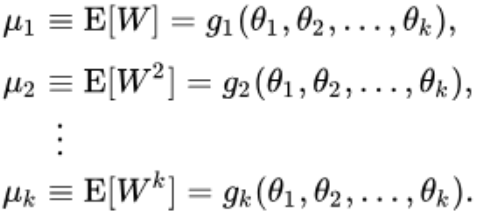 μ₁ ≡ E[W] = g₁(θ₁, θ₂, …, θₖ),
μ₂ ≡ E[W²] = g₂(θ₁, θ₂, …, θₖ),
⋮
μₖ ≡ E[Wᵏ] = gₖ(θ₁, θ₂, …, θₖ).